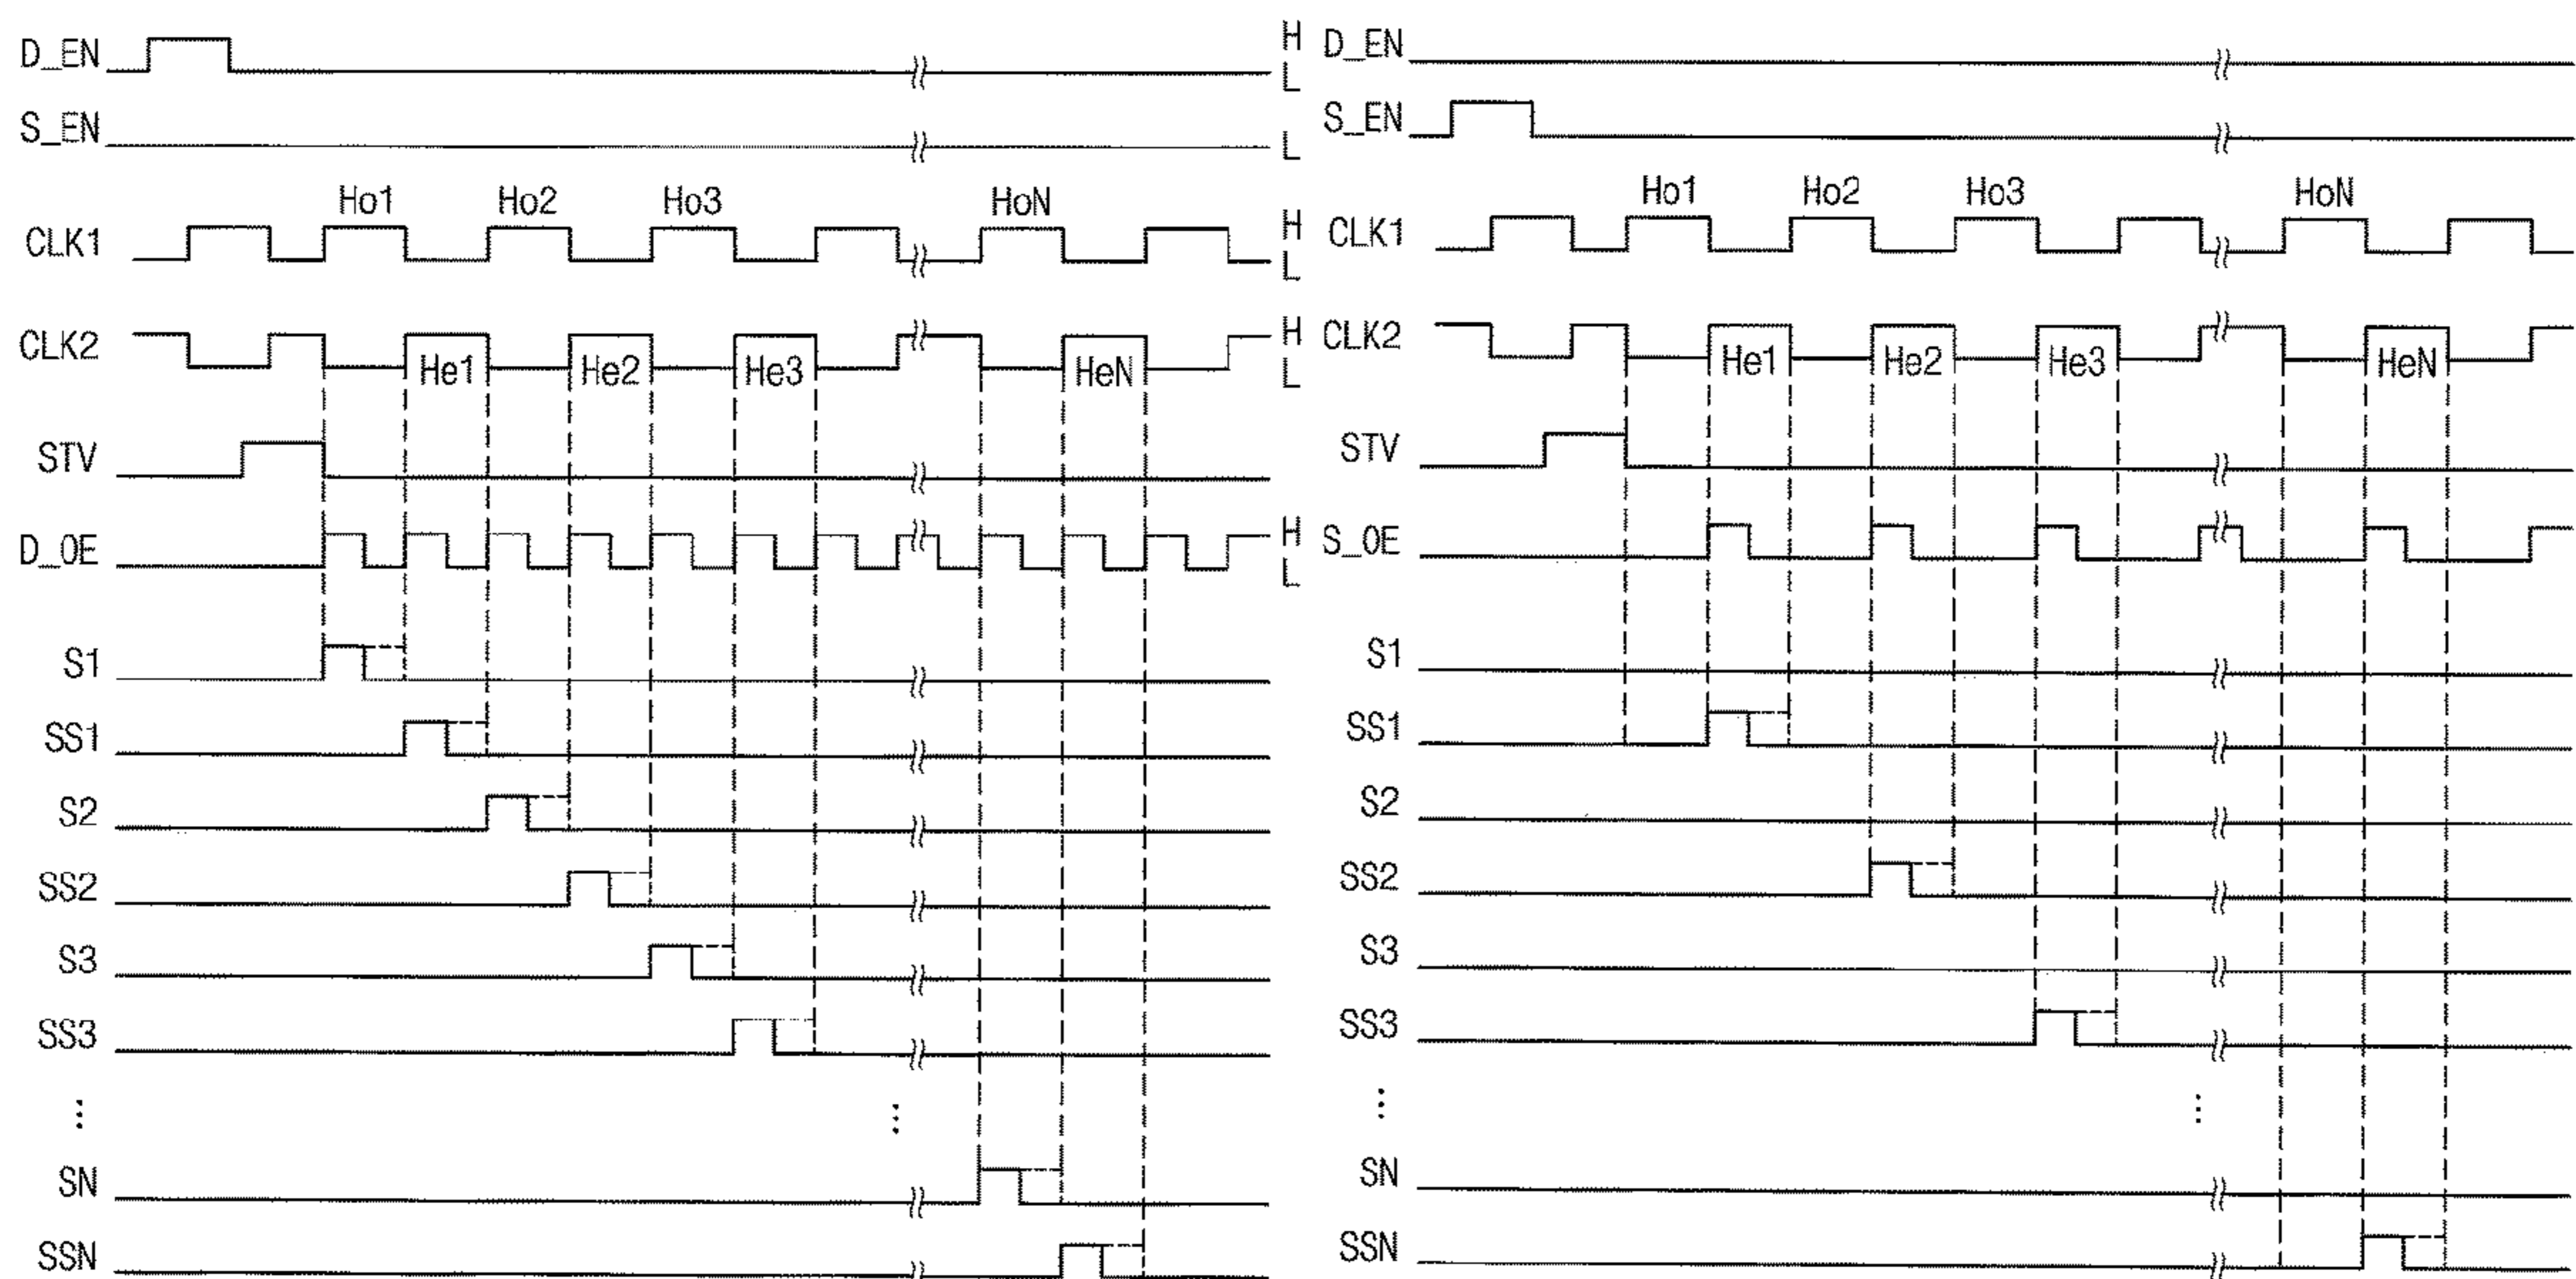 D_EN H L
S_EN L
Ho1 Ho2 Ho3 HoN
CLK1 H L
CLK2 H L
He1 He2 He3 HeN
STV
D_OE H L
S1
SS1
S2
SS2
S3
SS3
⋮ ⋮
SN
SSN
D_EN
S_EN
Ho1 Ho2 Ho3 HoN
CLK1
CLK2
He1 He2 He3 HeN
STV
S_OE
S1
SS1
S2
SS2
S3
SS3
⋮ ⋮
SN
SSN